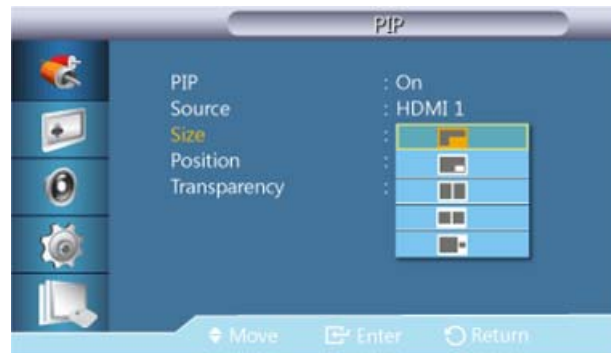 PIP
PIP : On
Source : HDMI 1
Size :
Position :
Transparency :
Move Enter Return